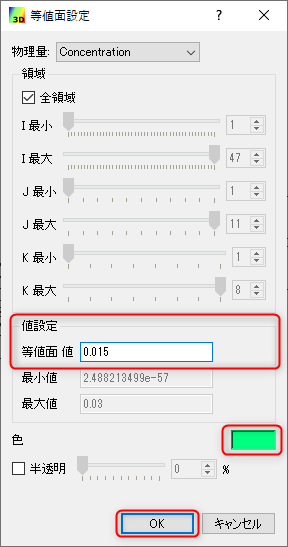 3D 等値面設定 ? ×
物理量: Concentration
領域
全領域
I 最小 1
I 最大 47
J 最小 1
J 最大 11
K 最小 1
K 最大 8
値設定
等値面 値 0.015
最小値 2.488213499e-57
最大値 0.03
色
半透明 0 %
OK キャンセル